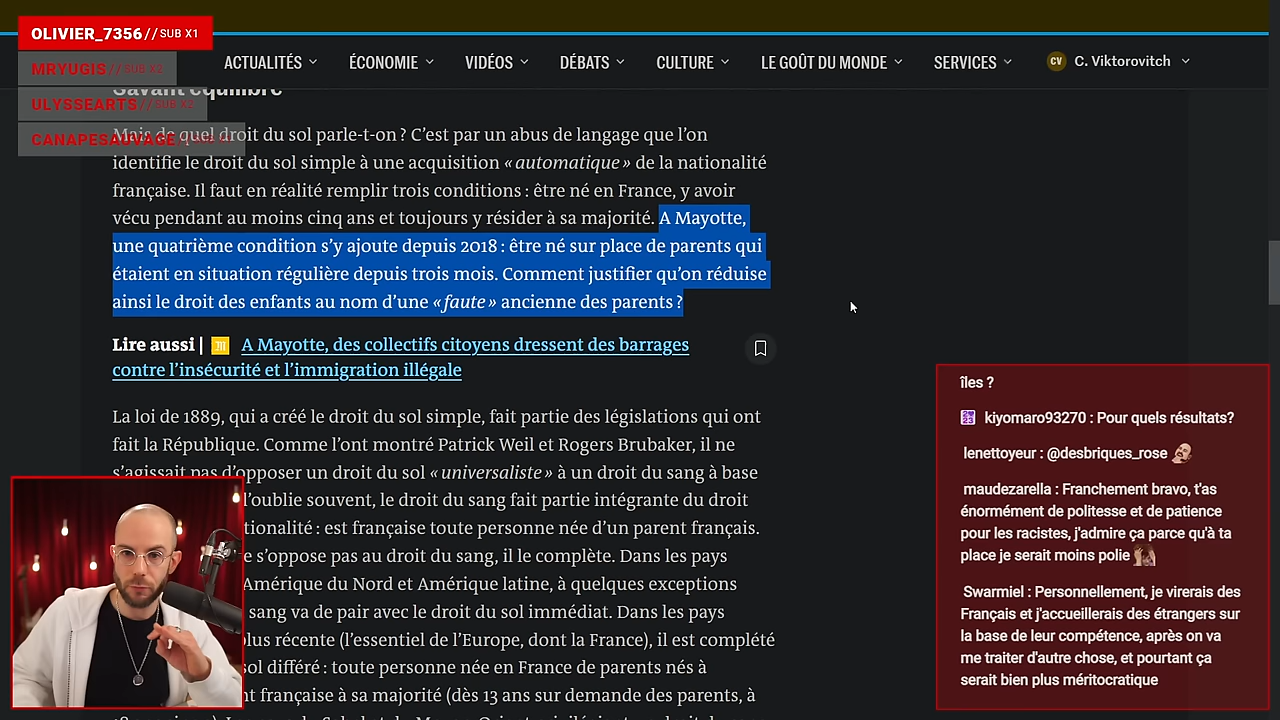 OLIVIER_7356//SUB X1
MRYUGIS//SUB X2
ULYSSEARTS//SUB X3
CANAPESAUVAGE
ACTUALITÉS
ÉCONOMIE
VIDÉOS
DÉBATS
CULTURE
LE GOÛT DU MONDE
SERVICES
CV
C. Viktorovitch
Savant équilibre
Mais de quel droit du sol parle-t-on ? C’est par un abus de langage que l’on
identifie le droit du sol simple à une acquisition « automatique » de la nationalité
française. Il faut en réalité remplir trois conditions : être né en France, y avoir
vécu pendant au moins cinq ans et toujours y résider à sa majorité. A Mayotte,
une quatrième condition s’y ajoute depuis 2018 : être né sur place de parents qui
étaient en situation régulière depuis trois mois. Comment justifier qu’on réduise
ainsi le droit des enfants au nom d’une « faute » ancienne des parents ?
Lire aussi | A Mayotte, des collectifs citoyens dressent des barrages
contre l’insécurité et l’immigration illégale
La loi de 1889, qui a créé le droit du sol simple, fait partie des législations qui ont
fait la République. Comme l’ont montré Patrick Weil et Rogers Brubaker, il ne
s’agissait pas d’opposer un droit du sol « universaliste » à un droit du sang à base
l’oublie souvent, le droit du sang fait partie intégrante du droit
tionalité : est française toute personne née d’un parent français.
e s’oppose pas au droit du sang, il le complète. Dans les pays
Amérique du Nord et Amérique latine, à quelques exceptions
sang va de pair avec le droit du sol immédiat. Dans les pays
plus récente (l’essentiel de l’Europe, dont la France), il est complété
sol différé : toute personne née en France de parents nés à
nt française à sa majorité (dès 13 ans sur demande des parents, à
îles ?
kiyomaro93270 : Pour quels résultats?
lenettoyeur : @desbriques_rose
maudezarella : Franchement bravo, t'as
énormément de politesse et de patience
pour les racistes, j'admire ça parce qu'à ta
place je serait moins polie
Swarmiel : Personnellement, je virerais des
Français et j'accueillerais des étrangers sur
la base de leur compétence, après on va
me traiter d'autre chose, et pourtant ça
serait bien plus méritocratique